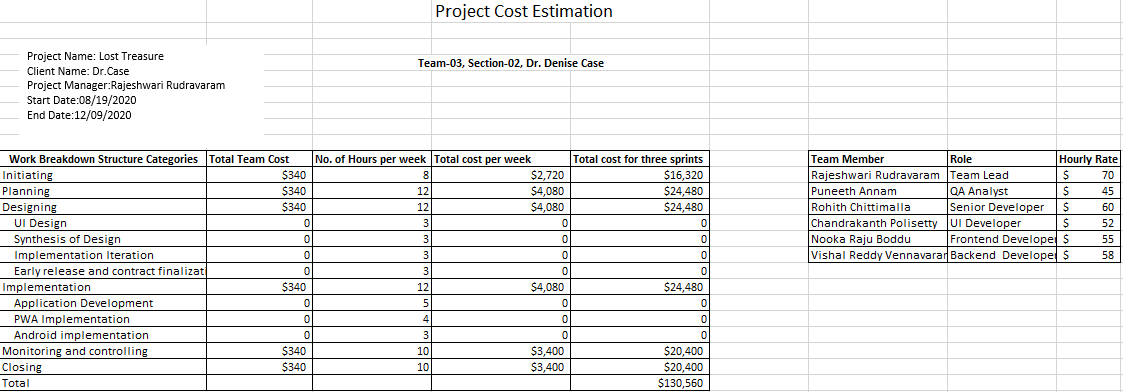 Project Cost Estimation
Project Name: Lost Treasure
Client Name: Dr.Case
Project Manager:Rajeshwari Rudravaram
Start Date:08/19/2020
End Date:12/09/2020
Team-03, Section-02, Dr. Denise Case
Work Breakdown Structure Categories Total Team Cost No. of Hours per week Total cost per week Total cost for three sprints
Initiating $340 8 $2,720 $16,320
Planning $340 12 $4,080 $24,480
Designing $340 12 $4,080 $24,480
UI Design 0 3 0 0
Synthesis of Design 0 3 0 0
Implementation Iteration 0 3 0 0
Early release and contract finalizati 0 3 0 0
Implementation $340 12 $4,080 $24,480
Application Development 0 5 0 0
PWA Implementation 0 4 0 0
Android implementation 0 3 0 0
Monitoring and controlling $340 10 $3,400 $20,400
Closing $340 10 $3,400 $20,400
Total $130,560
Team Member Role Hourly Rate
Rajeshwari Rudravaram Team Lead $ 70
Puneeth Annam QA Analyst $ 45
Rohith Chittimalla Senior Developer $ 60
Chandrakanth Polisetty UI Developer $ 52
Nooka Raju Boddu Frontend Developer $ 55
Vishal Reddy Vennavarar Backend Developer $ 58